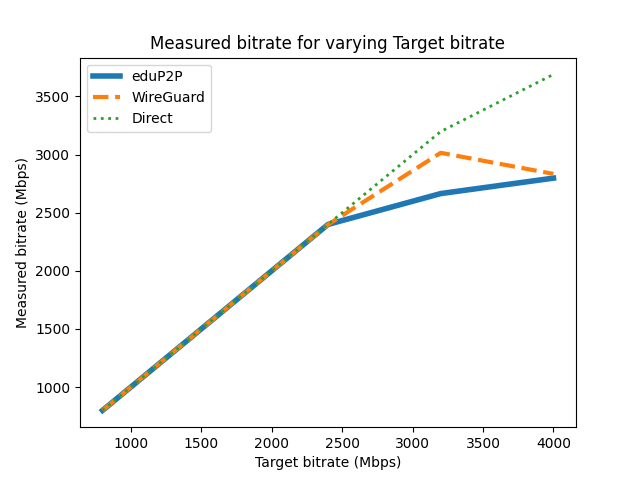 Measured bitrate for varying Target bitrate
eduP2P
WireGuard
Direct
Measured bitrate (Mbps)
3500
3000
2500
2000
1500
1000
1000 1500 2000 2500 3000 3500 4000
Target bitrate (Mbps)